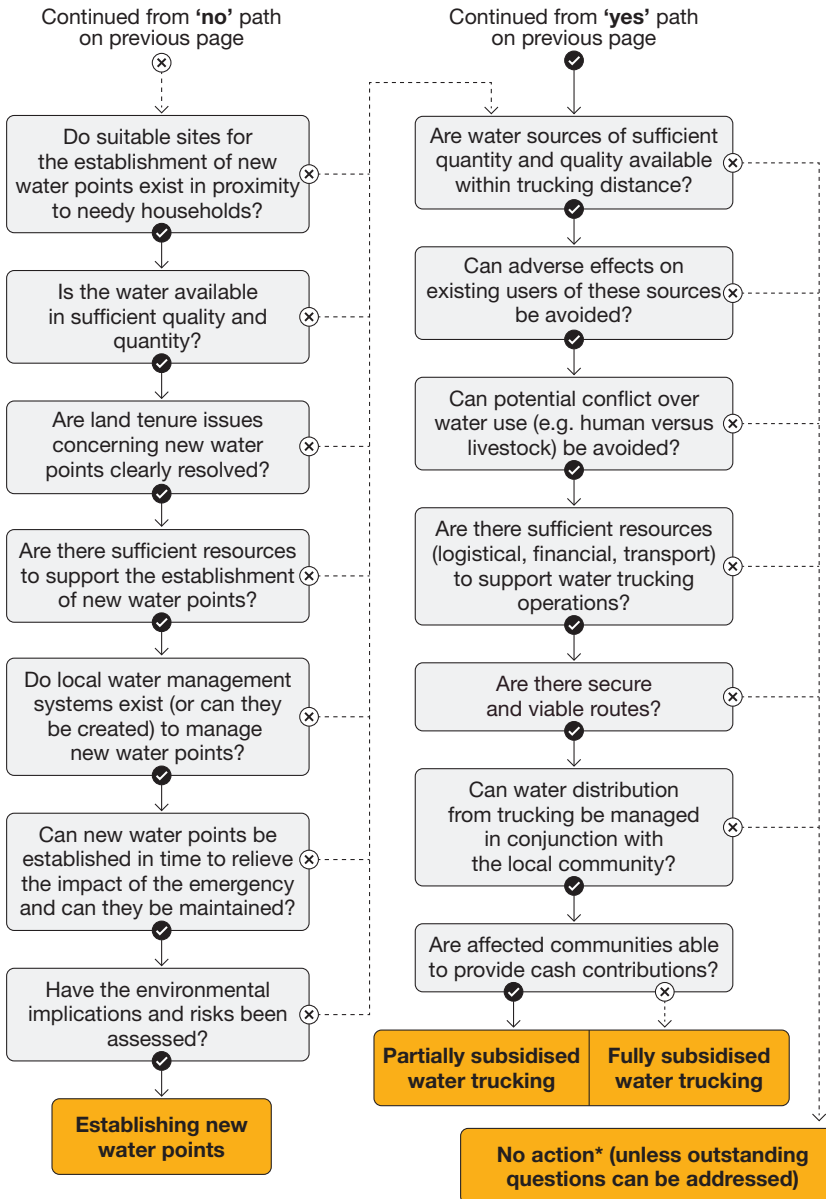 Continued from ‘no’ path
on previous page
Do suitable sites for
the establishment of new
water points exist in proximity
to needy households?
Is the water available
in sufficient quality and
quantity?
Are land tenure issues
concerning new water
points clearly resolved?
Are there sufficient resources
to support the establishment
of new water points?
Do local water management
systems exist (or can they
be created) to manage
new water points?
Can new water points be
established in time to relieve
the impact of the emergency
and can they be maintained?
Have the environmental
implications and risks been
assessed?
Establishing new
water points
Continued from ‘yes’ path
on previous page
Are water sources of sufficient
quantity and quality available
within trucking distance?
Can adverse effects on
existing users of these sources
be avoided?
Can potential conflict over
water use (e.g. human versus
livestock) be avoided?
Are there sufficient resources
(logistical, financial, transport)
to support water trucking
operations?
Are there secure
and viable routes?
Can water distribution
from trucking be managed
in conjunction with
the local community?
Are affected communities able
to provide cash contributions?
Partially subsidised
water trucking
Fully subsidised
water trucking
No action* (unless outstanding
questions can be addressed)